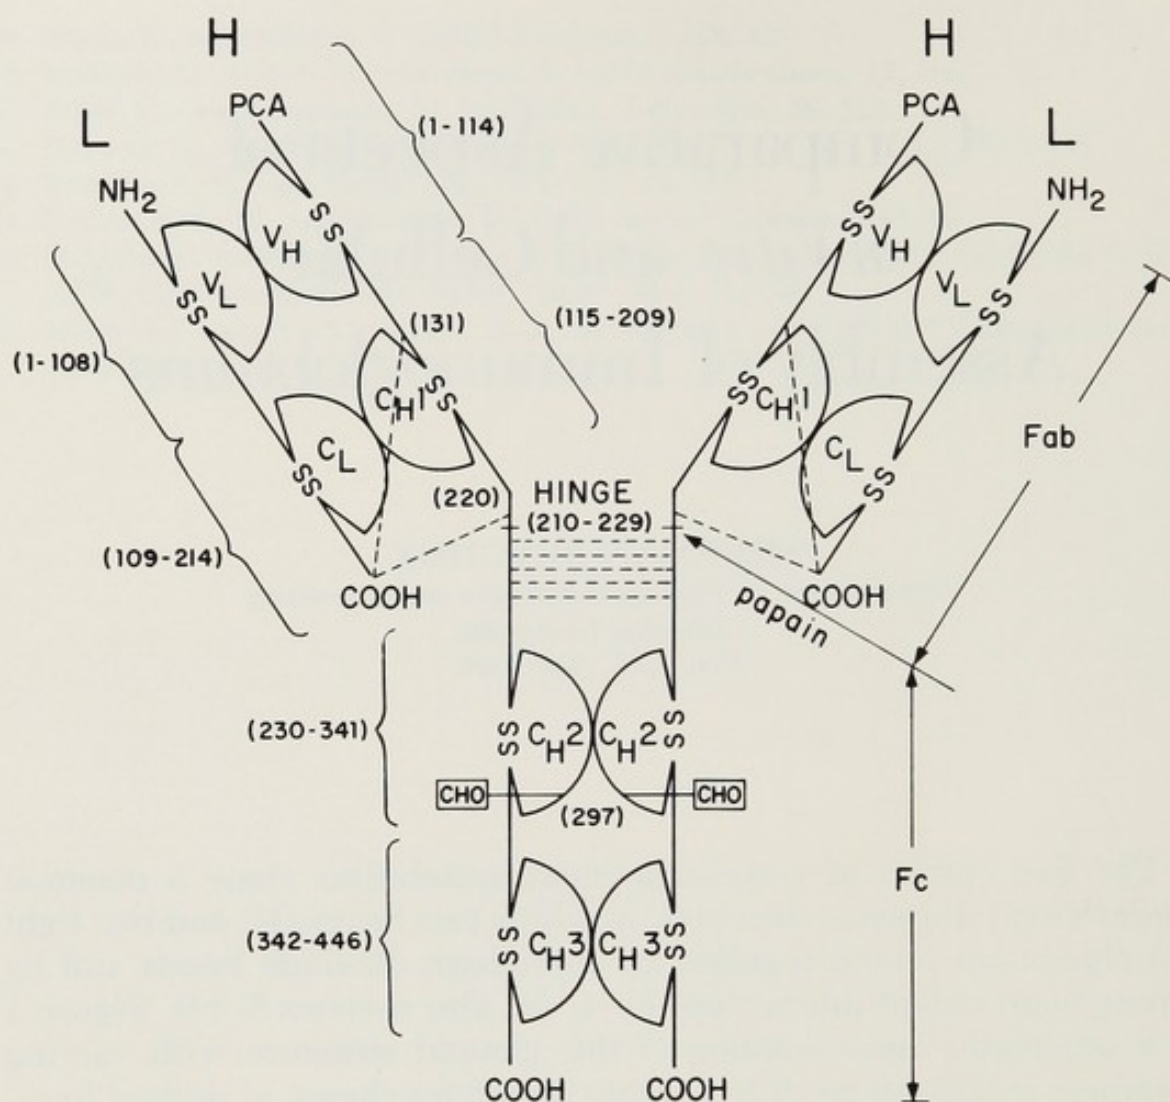 H
H
PCA
(1-114)
PCA
L
L
NH2
NH2
SS
SS
VH
VH
VL
VL
SS
SS
(131)
(115-209)
(1-108)
CH1
SS
SS
CH1
Fab
CL
CL
SS
SS
(220)
HINGE
(210-229)
(109-214)
COOH
COOH
papain
(230-341)
SS
CH2
CH2
SS
CHO
CHO
(297)
Fc
(342-446)
SS
CH3
CH3
SS
COOH
COOH